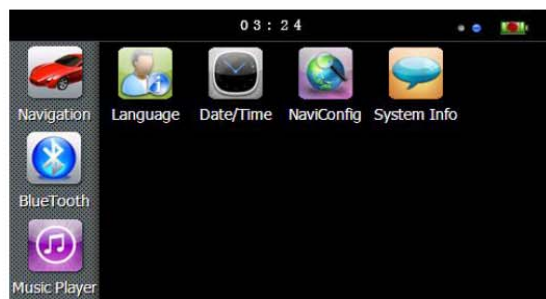 03:24
Navigation
Language
Date/Time
NaviConfig
System Info
BlueTooth
Music Player